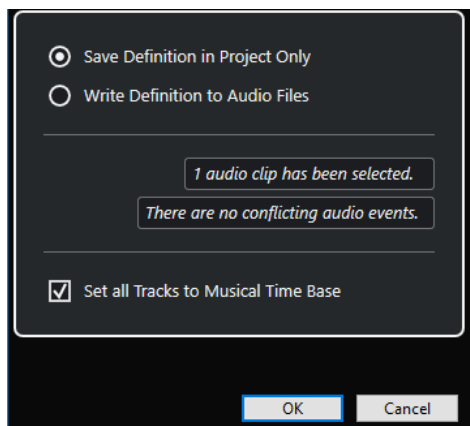 Save Definition in Project Only
Write Definition to Audio Files
1 audio clip has been selected.
There are no conflicting audio events.
Set all Tracks to Musical Time Base
OK
Cancel